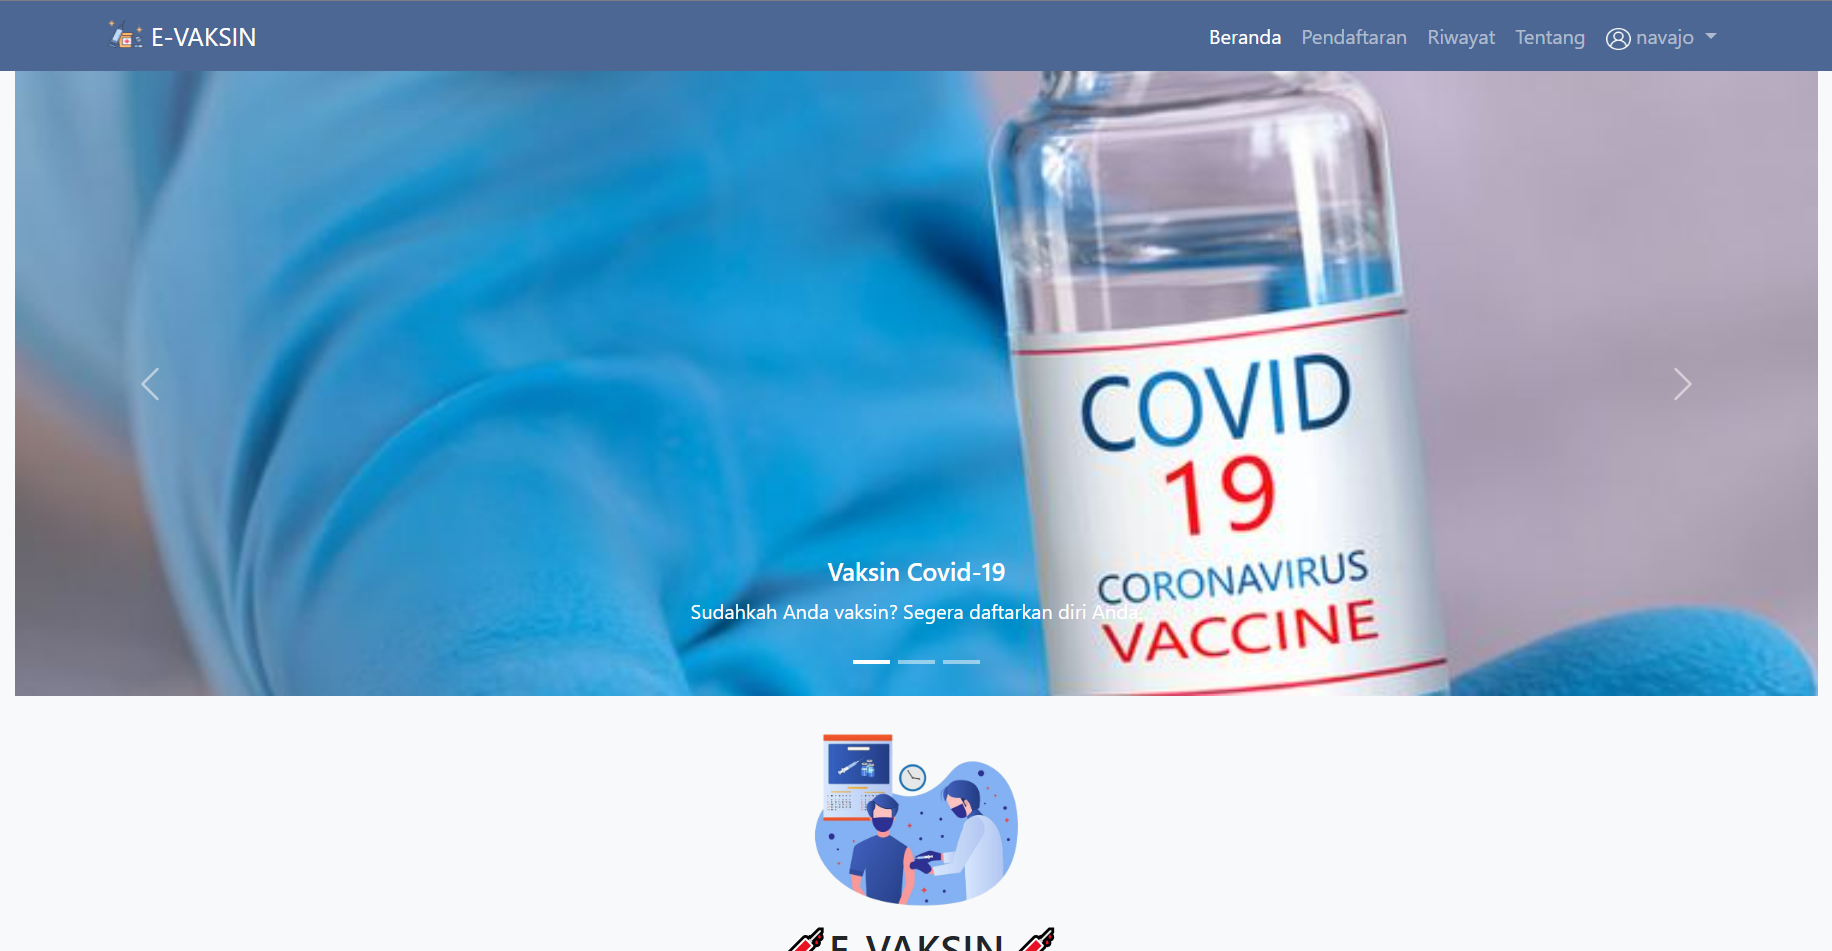 E-VAKSIN
Beranda Pendaftaran Riwayat Tentang navajo
COVID
19
CORONAVIRUS
VACCINE
Vaksin Covid-19
Sudahkah Anda vaksin? Segera daftarkan diri Anda.
E-VAKSIN